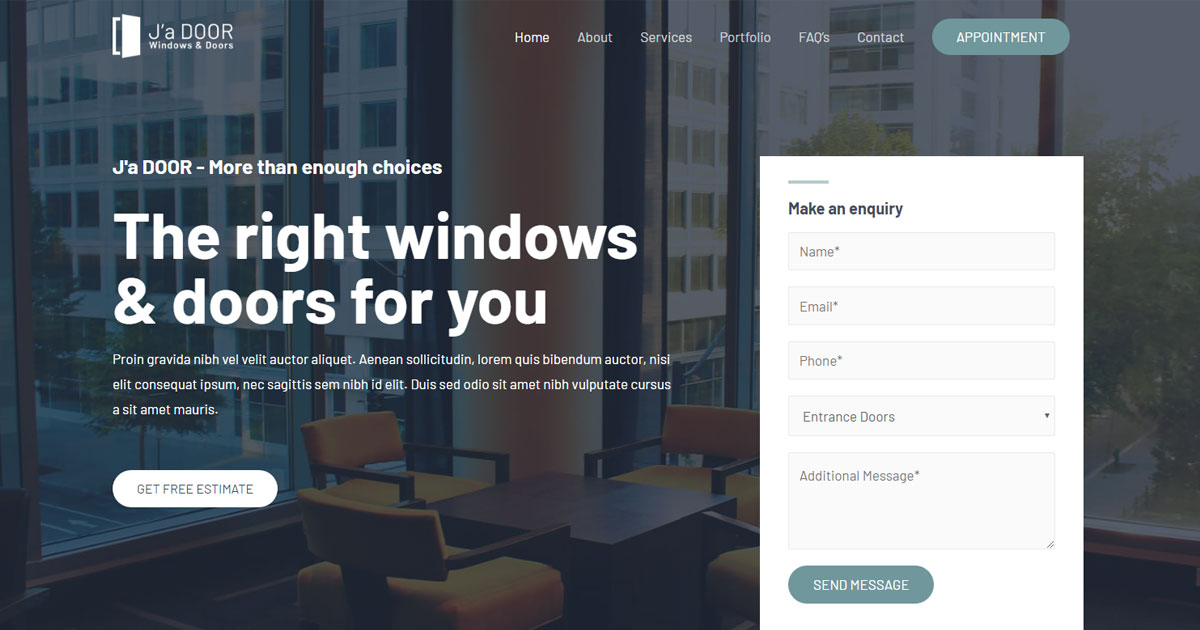 J'a DOOR
Windows & Doors
Home
About
Services
Portfolio
FAQ's
Contact
APPOINTMENT
J'a DOOR - More than enough choices
The right windows
& doors for you
Proin gravida nibh vel velit auctor aliquet. Aenean sollicitudin, lorem quis bibendum auctor, nisi
elit consequat ipsum, nec sagittis sem nibh id elit. Duis sed odio sit amet nibh vulputate cursus
a sit amet mauris.
GET FREE ESTIMATE
Make an enquiry
Name*
Email*
Phone*
Entrance Doors
Additional Message*
SEND MESSAGE